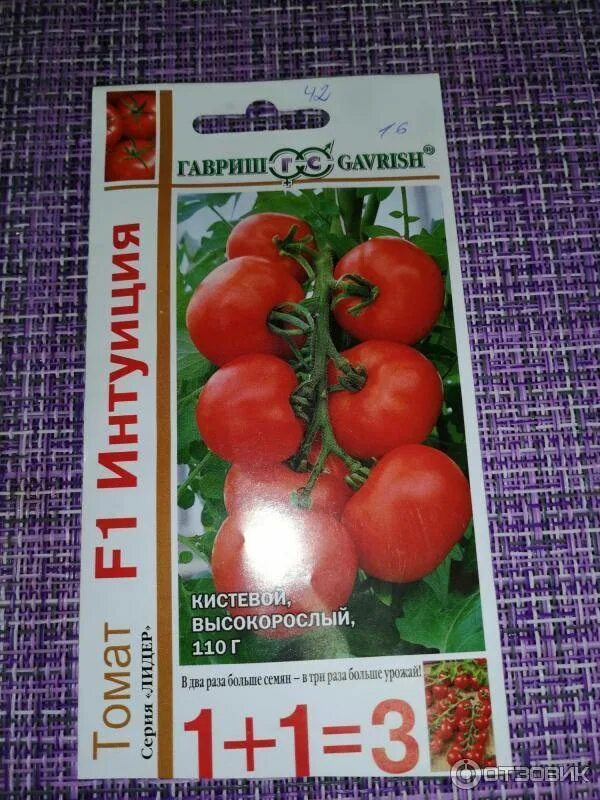 42
16
ГАВРИШ ГС GAVRISH®
Томат F1 Интуиция
Серия «ЛИДЕР»
КИСТЕВОЙ,
ВЫСОКОРОСЛЫЙ,
110 Г
В два раза больше семян – в три раза больше урожай!
1+1=3
ОТЗОВИК